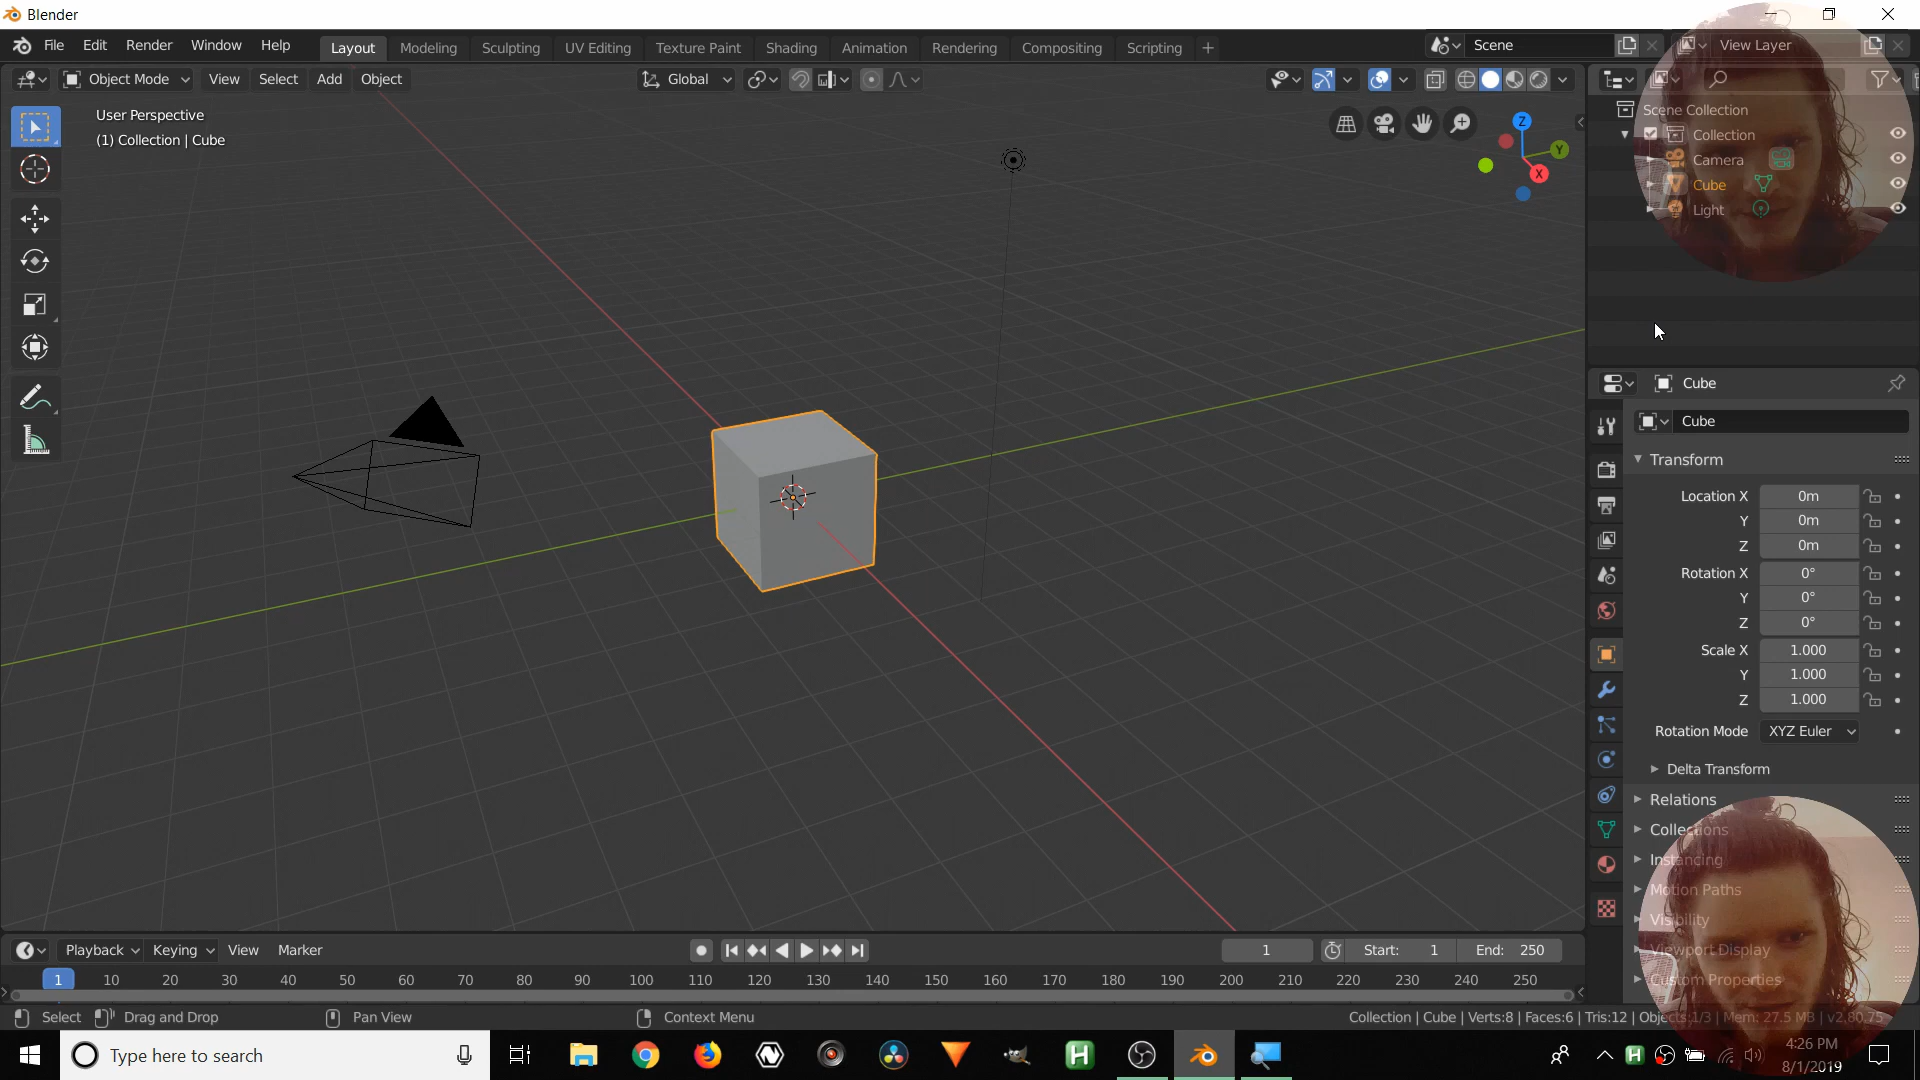 Blender
File Edit Render Window Help Layout Modeling Sculpting UV Editing Texture Paint Shading Animation Rendering Compositing Scripting + Scene View Layer
Object Mode View Select Add Object Global
User Perspective
(1) Collection | Cube
Z
Y
X
Scene Collection
Collection
Camera
Cube
Light
Cube
Cube
Transform
Location X 0m
Y 0m
Z 0m
Rotation X 0°
Y 0°
Z 0°
Scale X 1.000
Y 1.000
Z 1.000
Rotation Mode XYZ Euler
Delta Transform
Relations
Collections
Instancing
Motion Paths
Visibility
Viewport Display
Custom Properties
Playback Keying View Marker 1 Start: 1 End: 250
1 10 20 30 40 50 60 70 80 90 100 110 120 130 140 150 160 170 180 190 200 210 220 230 240 250
Select Drag and Drop Pan View Context Menu Collection | Cube | Verts:8 | Faces:6 | Tris:12 | Objects:1/3 | Mem: 27.5 MB | v2.80.75
Type here to search
4:26 PM
8/1/2019